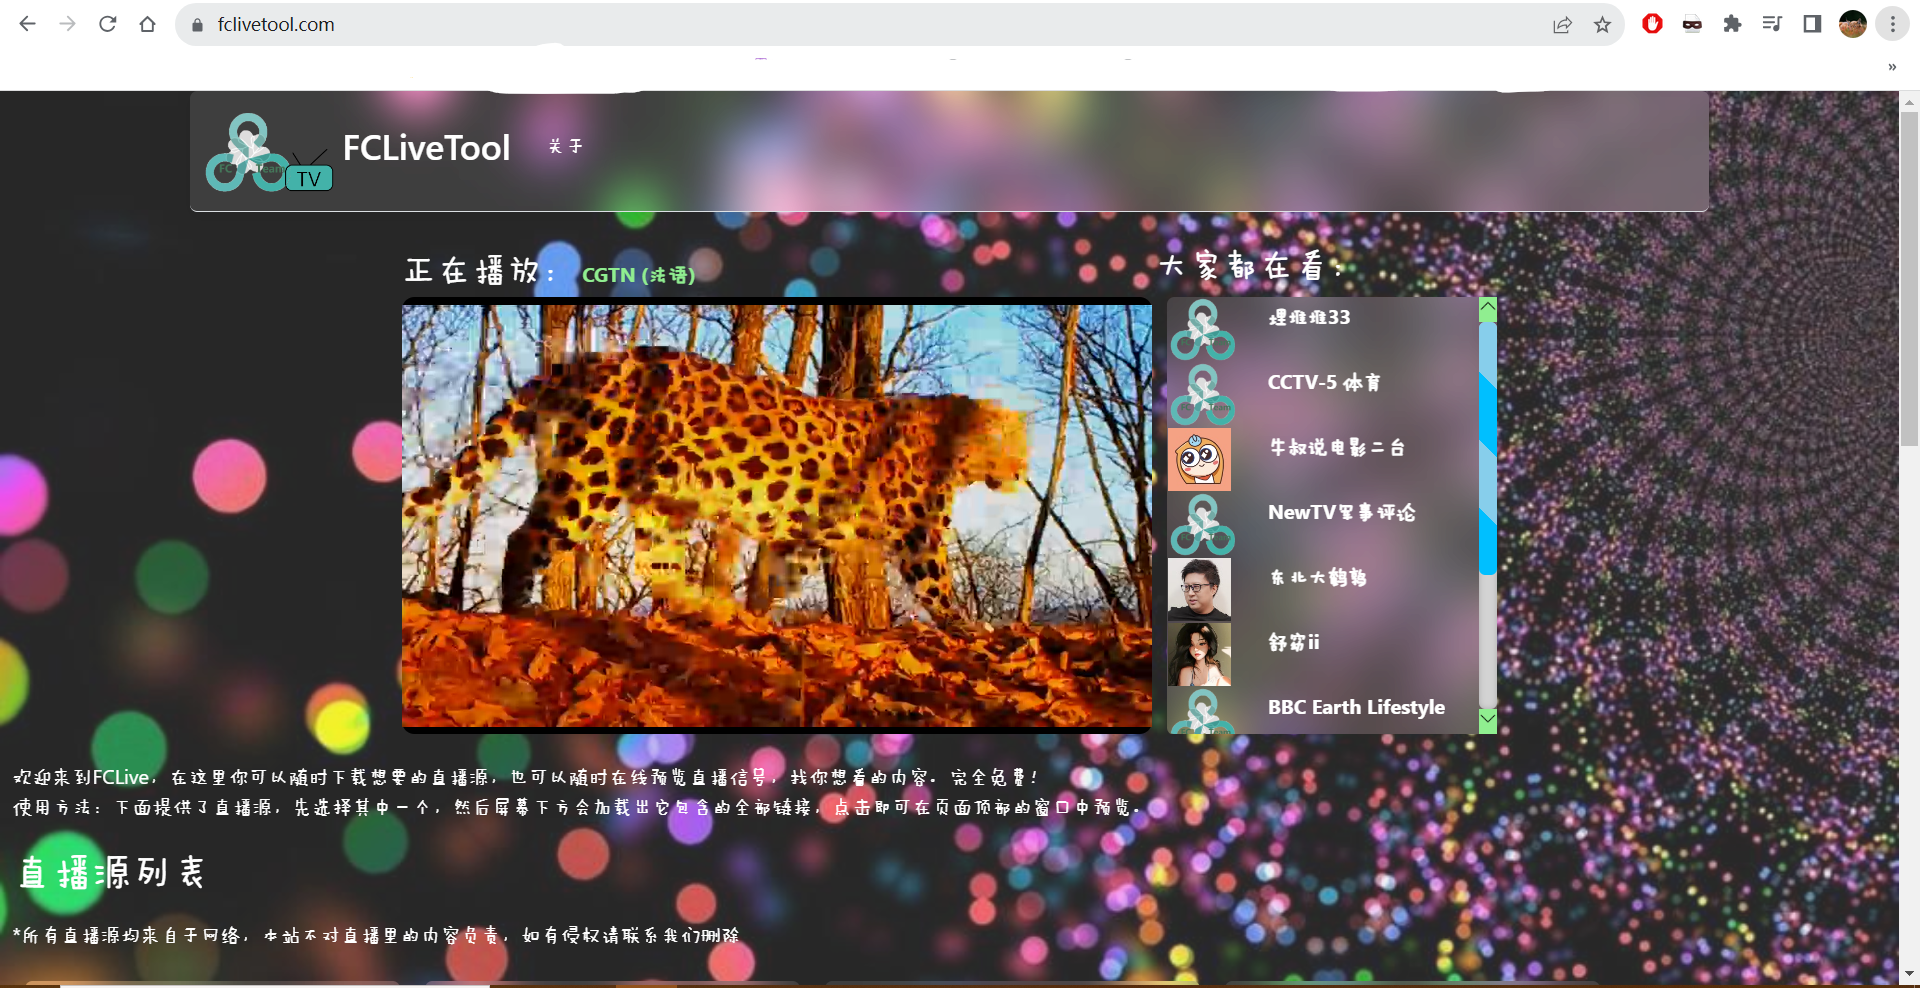 fclivetool.com
»
FC Team
TV
FCLiveTool
关于
正在播放：
CGTN (法语)
大家都在看：
埋堆堆33
CCTV-5 体育
牛叔说电影二台
NewTV军事评论
东北大鹌鹑
舒窈ii
BBC Earth Lifestyle
欢迎来到FCLive，在这里你可以随时下载想要的直播源，也可以随时在线预览直播信号，找你想看的内容。完全免费！
使用方法：下面提供了直播源，先选择其中一个，然后屏幕下方会加载出它包含的全部链接，点击即可在页面顶部的窗口中预览。
直播源列表
*所有直播源均来自于网络，本站不对直播里的内容负责，如有侵权请联系我们删除